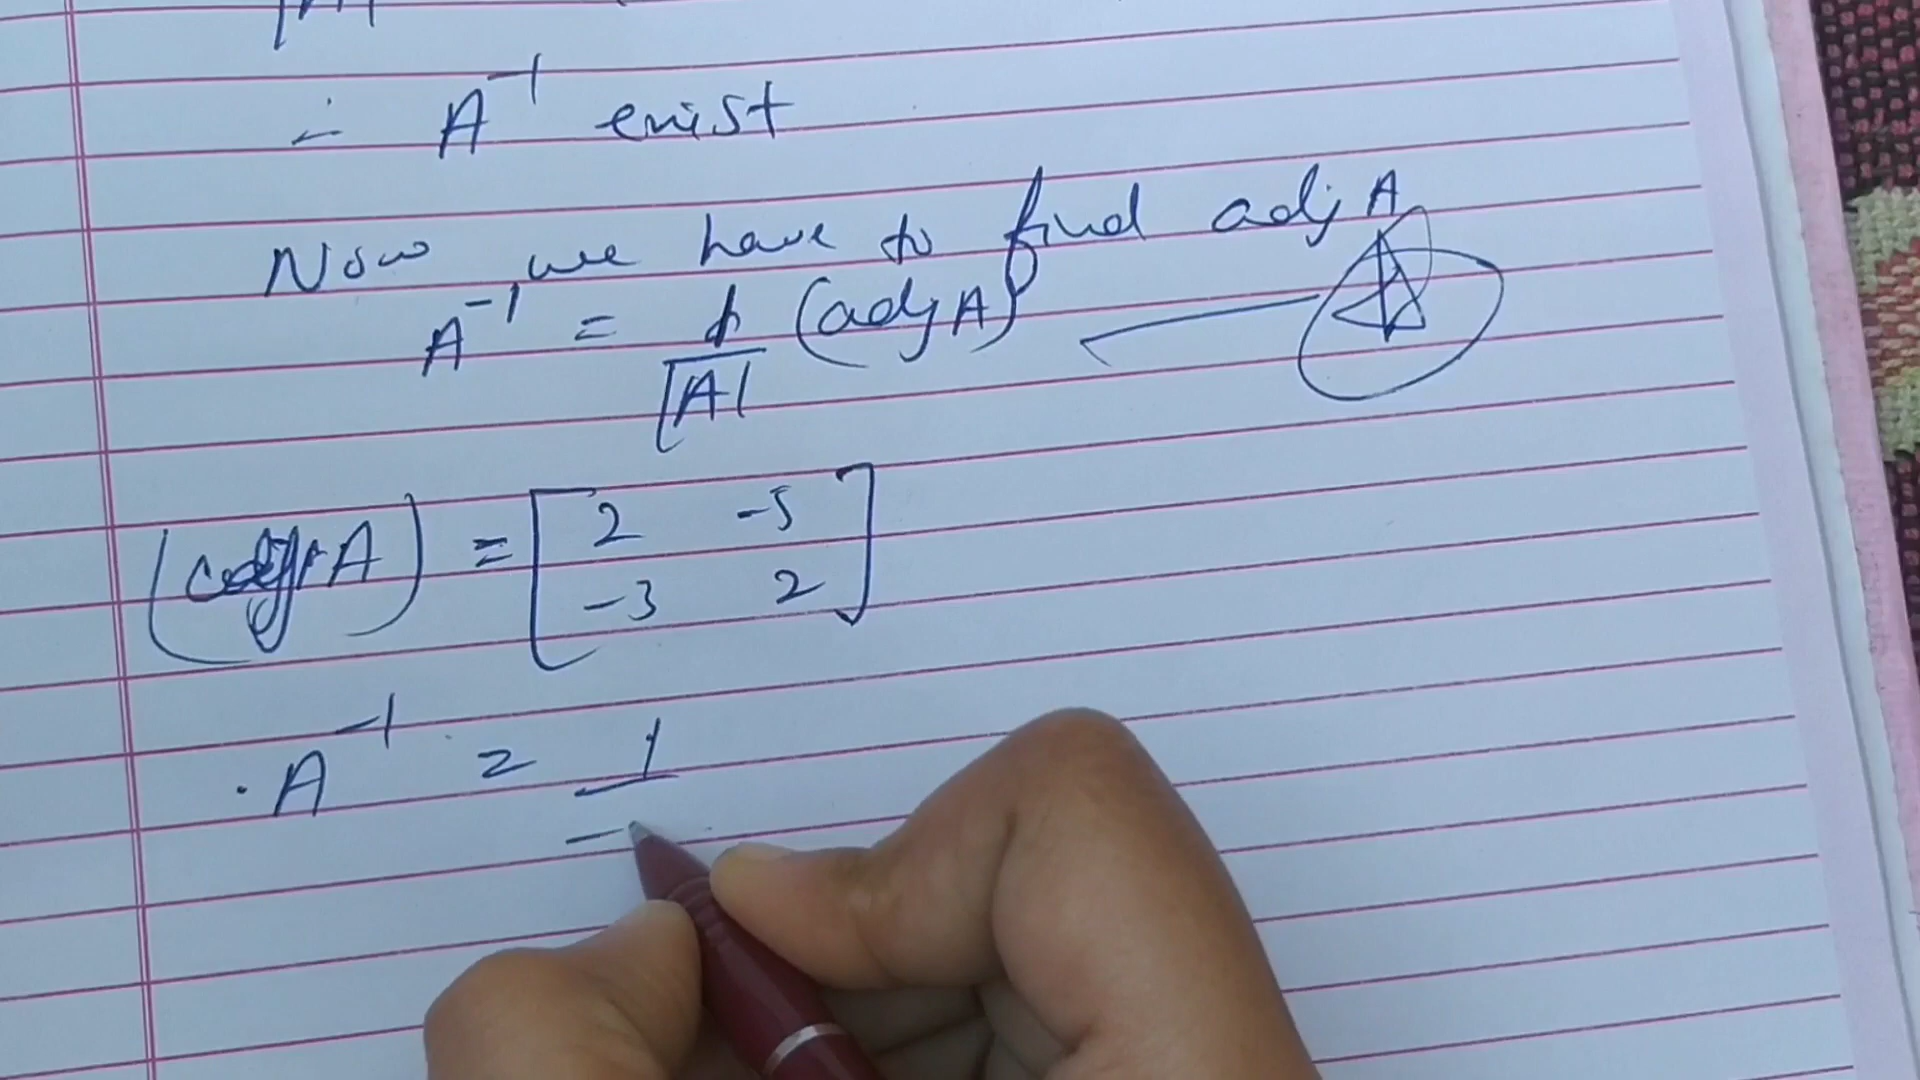 |A|
∴ A⁻¹ exist
Now we have to find adj A
A⁻¹ = 1/|A| (adj A)
(adj A) = [2 -5
-3 2]
A⁻¹ = 1/-